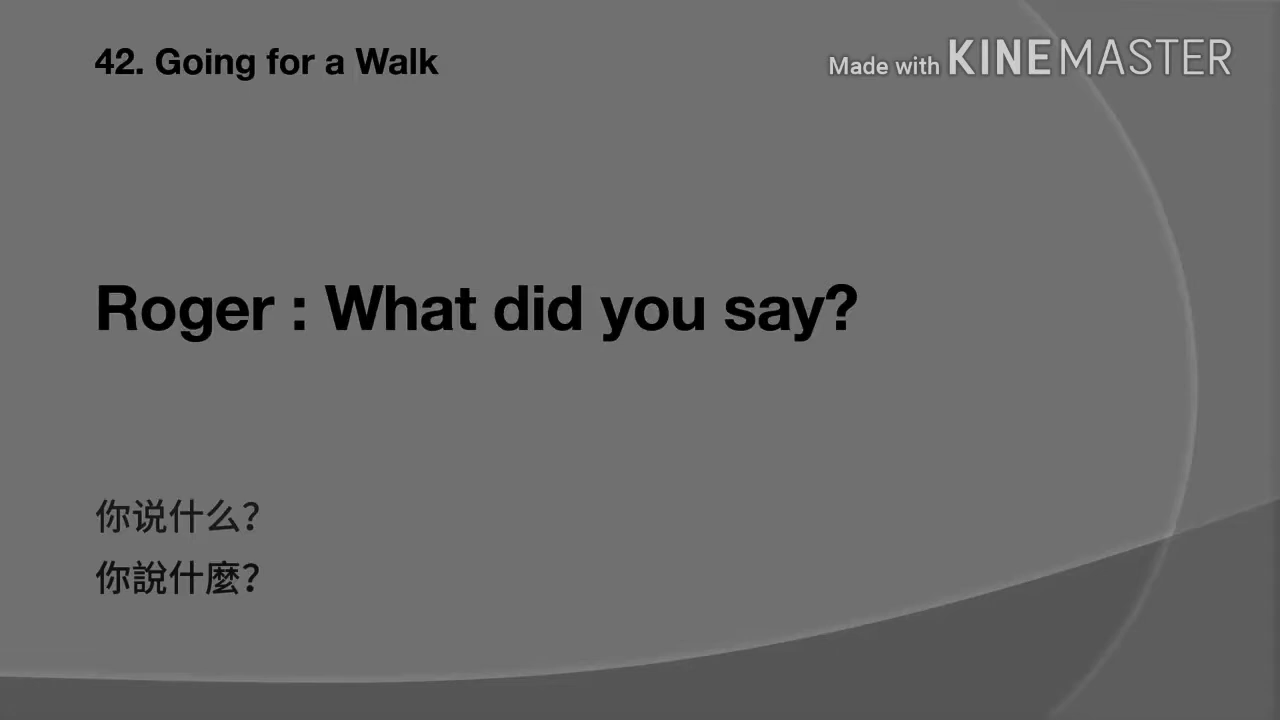 42. Going for a Walk
Made with KINEMASTER
Roger : What did you say?
你说什么?
你說什麼?